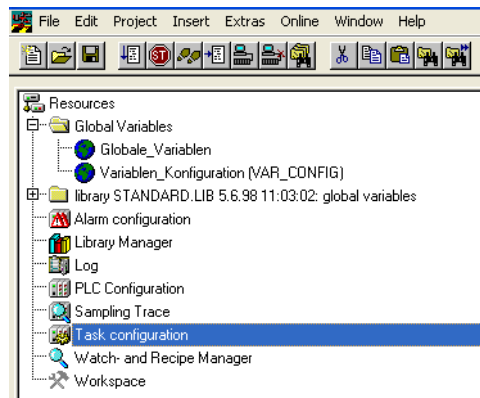 File Edit Project Insert Extras Online Window Help
Resources
Global Variables
Globale_Variablen
Variablen_Konfiguration (VAR_CONFIG)
library STANDARD.LIB 5.6.98 11:03:02: global variables
Alarm configuration
Library Manager
Log
PLC Configuration
Sampling Trace
Task configuration
Watch- and Recipe Manager
Workspace